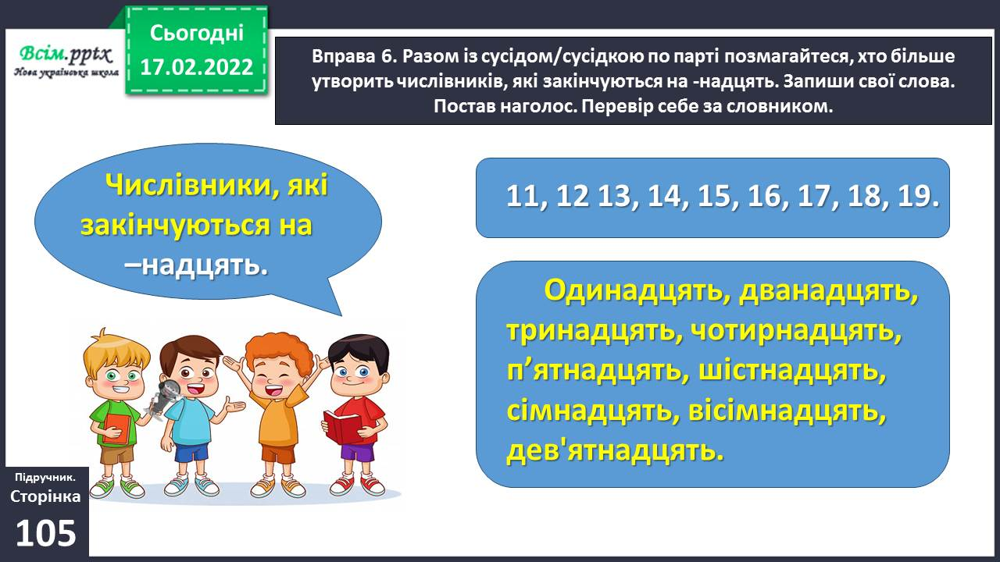 Сьогодні
17.02.2022
Всім.pptx
Нова українська школа
Вправа 6. Разом із сусідом/сусідкою по парті позмагайтеся, хто більше
утворить числівників, які закінчуються на -надцять. Запиши свої слова.
Постав наголос. Перевір себе за словником.
Числівники, які
закінчуються на
–надцять.
11, 12 13, 14, 15, 16, 17, 18, 19.
Одинадцять, дванадцять,
тринадцять, чотирнадцять,
п’ятнадцять, шістнадцять,
сімнадцять, вісімнадцять,
дев'ятнадцять.
Підручник.
Сторінка
105